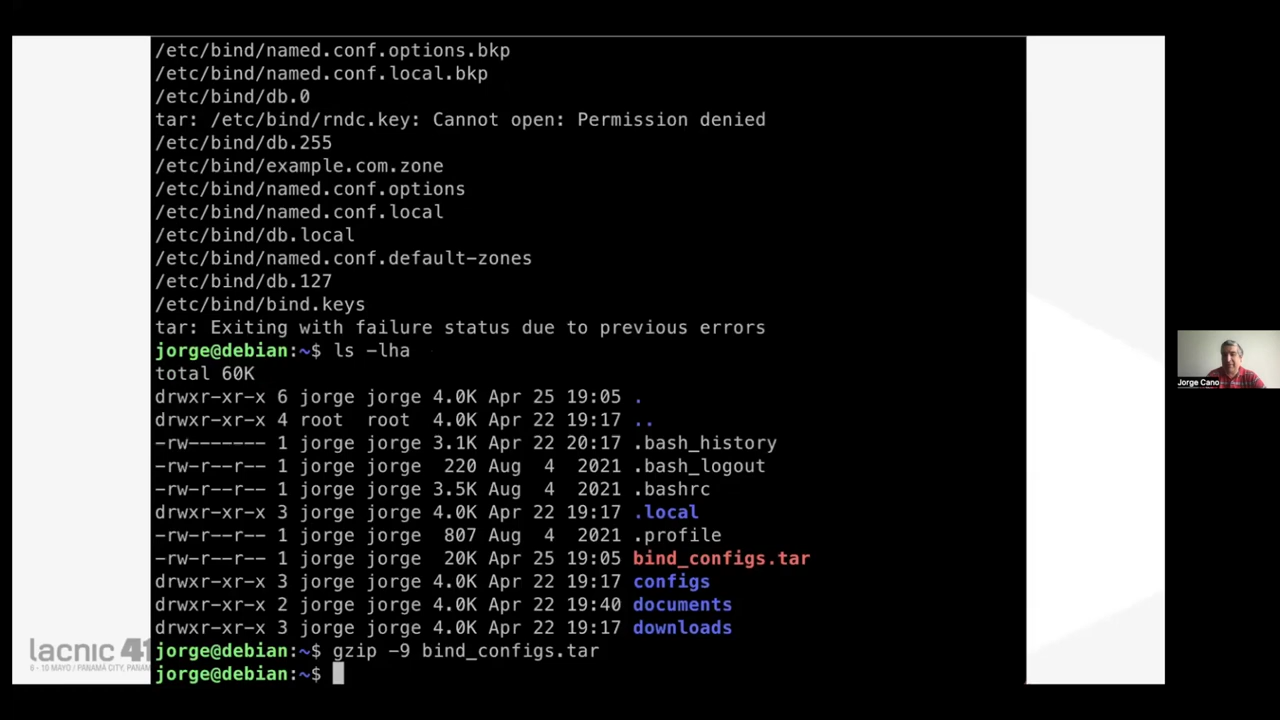 /etc/bind/named.conf.options.bkp
/etc/bind/named.conf.local.bkp
/etc/bind/db.0
tar: /etc/bind/rndc.key: Cannot open: Permission denied
/etc/bind/db.255
/etc/bind/example.com.zone
/etc/bind/named.conf.options
/etc/bind/named.conf.local
/etc/bind/db.local
/etc/bind/named.conf.default-zones
/etc/bind/db.127
/etc/bind/bind.keys
tar: Exiting with failure status due to previous errors
jorge@debian:~$ ls -lha
total 60K
drwxr-xr-x 6 jorge jorge 4.0K Apr 25 19:05 .
drwxr-xr-x 4 root  root  4.0K Apr 22 19:17 ..
-rw------- 1 jorge jorge 3.1K Apr 22 20:17 .bash_history
-rw-r--r-- 1 jorge jorge  220 Aug  4  2021 .bash_logout
-rw-r--r-- 1 jorge jorge 3.5K Aug  4  2021 .bashrc
drwxr-xr-x 3 jorge jorge 4.0K Apr 22 19:17 .local
-rw-r--r-- 1 jorge jorge  807 Aug  4  2021 .profile
-rw-r--r-- 1 jorge jorge  20K Apr 25 19:05 bind_configs.tar
drwxr-xr-x 3 jorge jorge 4.0K Apr 22 19:17 configs
drwxr-xr-x 2 jorge jorge 4.0K Apr 22 19:40 documents
drwxr-xr-x 3 jorge jorge 4.0K Apr 22 19:17 downloads
jorge@debian:~$ gzip -9 bind_configs.tar
jorge@debian:~$
lacnic 41
6 - 10 MAYO / PANAMÁ CITY, PANAMÁ
Jorge Cano